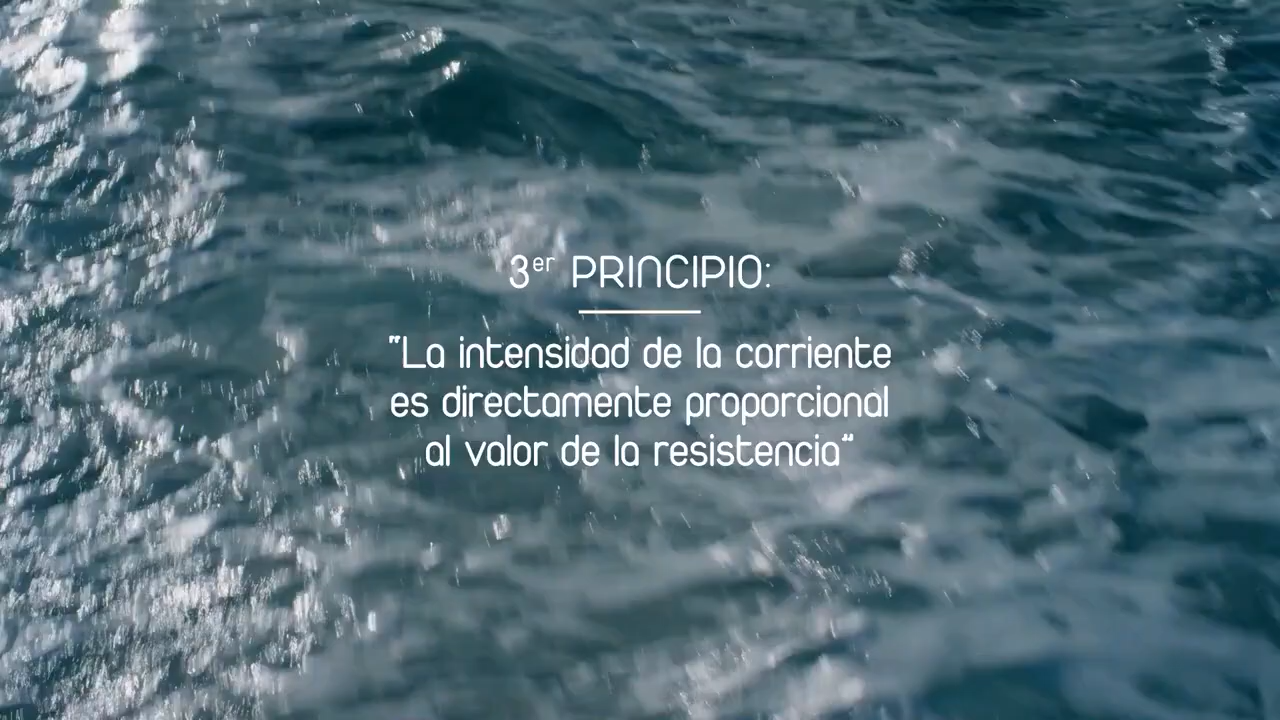 3er PRINCIPIO:
"La intensidad de la corriente
es directamente proporcional
al valor de la resistencia"